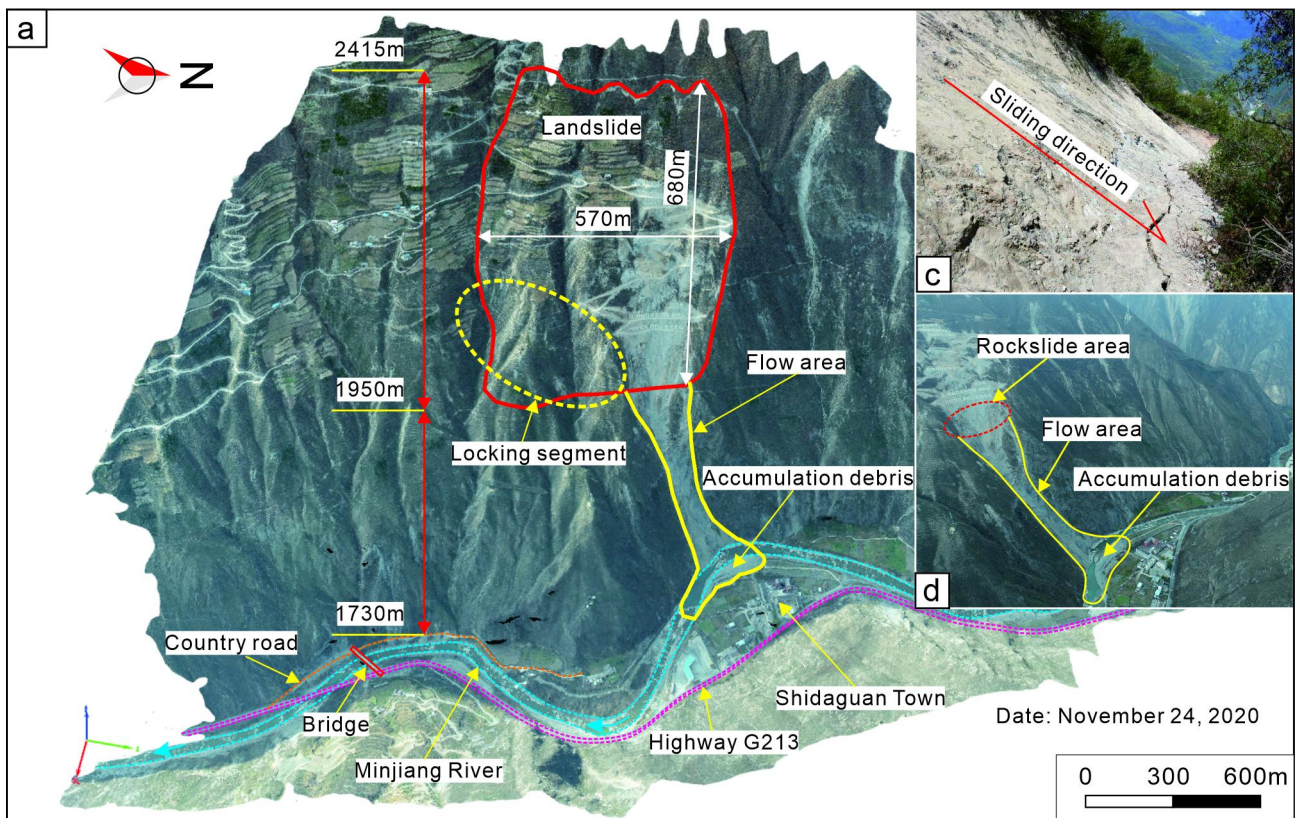 a
N
2415m
Landslide
680m
570m
1950m
Flow area
Locking segment
Accumulation debris
1730m
Country road
Bridge
Minjiang River
Highway G213
Shidaguan Town
Date: November 24, 2020
0 300 600m
Sliding direction
c
Rockslide area
Flow area
Accumulation debris
d